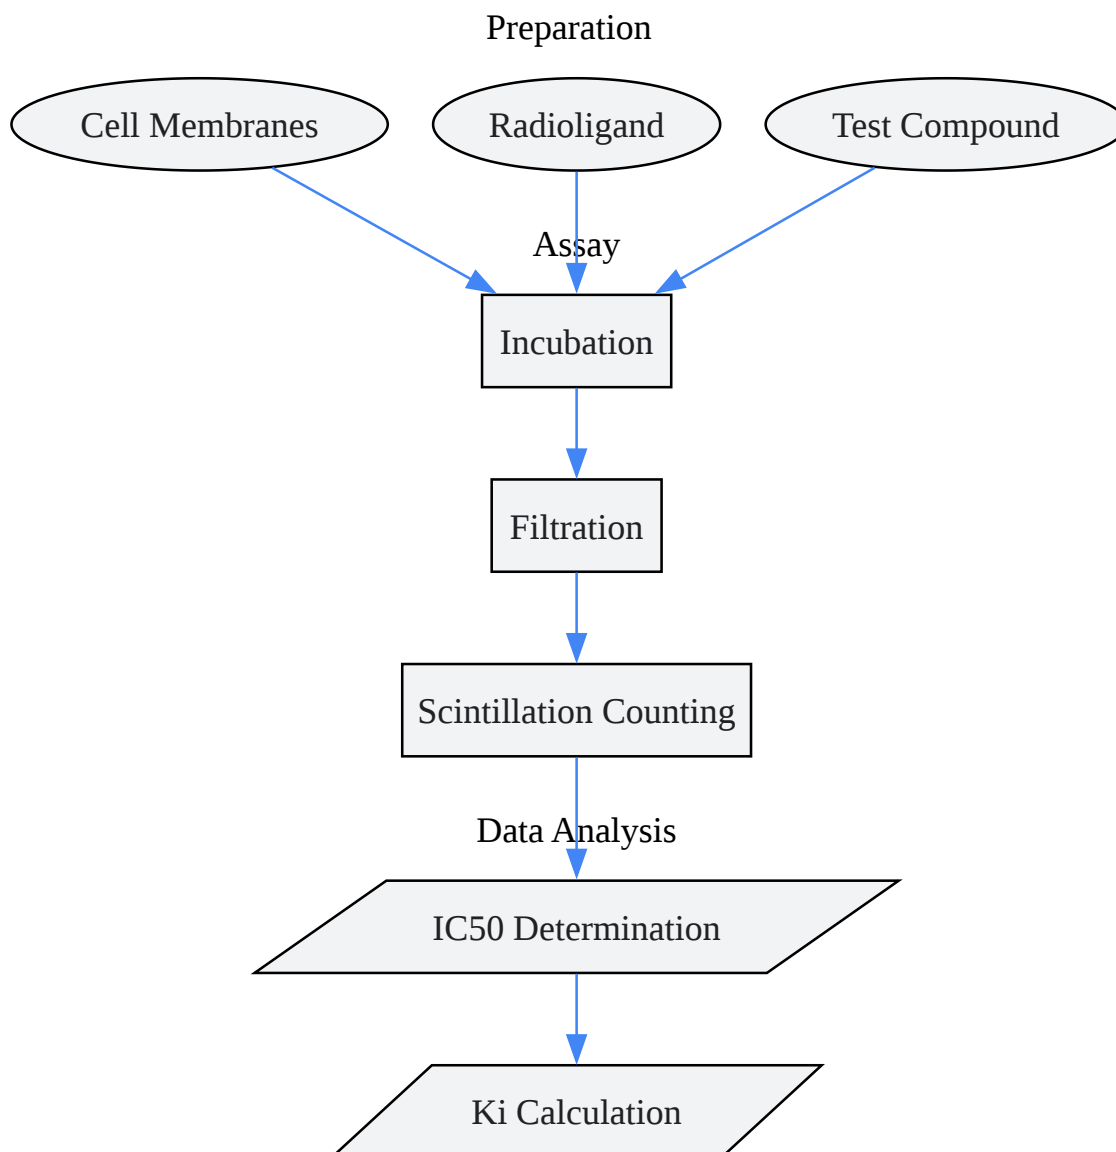 Preparation
Cell Membranes
Radioligand
Test Compound
Assay
Incubation
Filtration
Scintillation Counting
Data Analysis
IC50 Determination
Ki Calculation